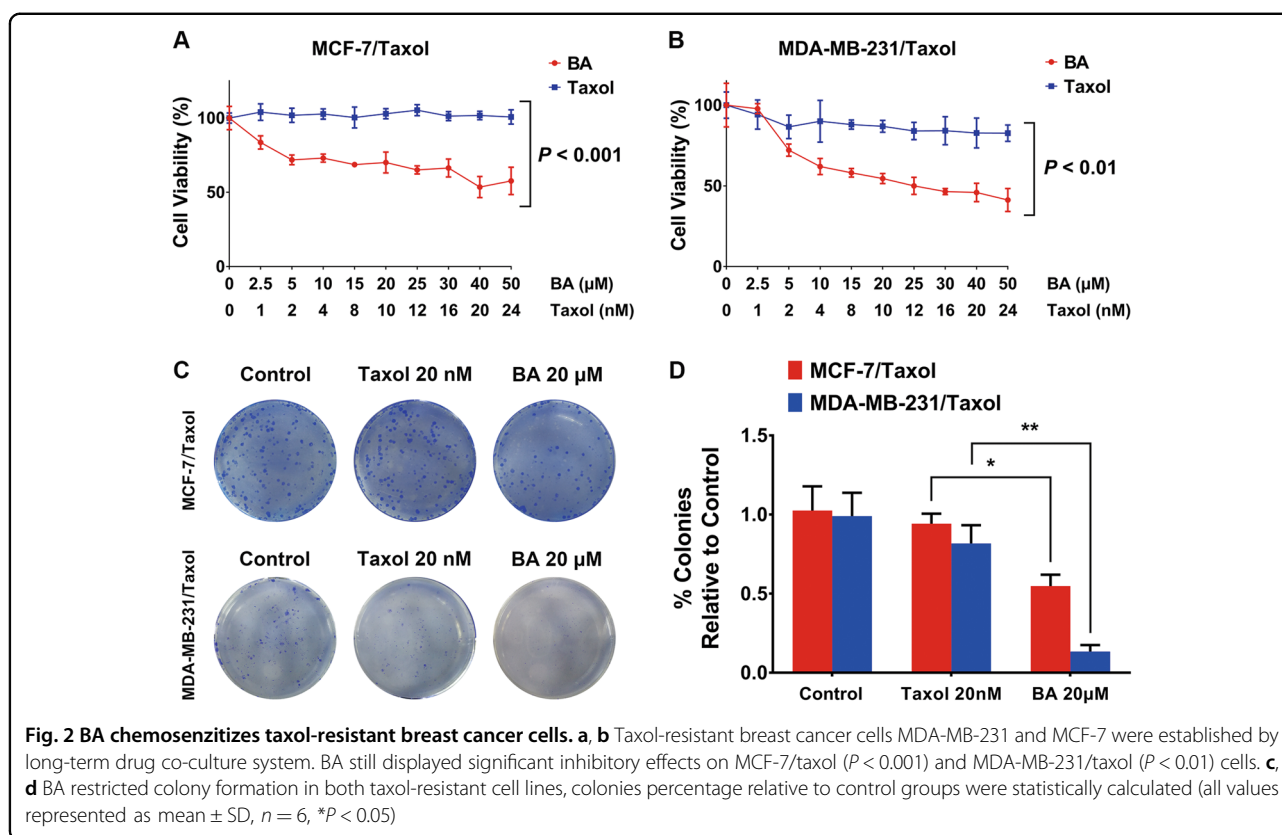 A
MCF-7/Taxol
BA
Taxol
Cell Viability (%)
100
50
0
P < 0.001
0 2.5 5 10 15 20 25 30 40 50 BA (µM)
0 1 2 4 8 10 12 16 20 24 Taxol (nM)
B
MDA-MB-231/Taxol
BA
Taxol
Cell Viability (%)
100
50
0
P < 0.01
0 2.5 5 10 15 20 25 30 40 50 BA (µM)
0 1 2 4 8 10 12 16 20 24 Taxol (nM)
C
Control Taxol 20 nM BA 20 µM
MCF-7/Taxol
Control Taxol 20 nM BA 20 µM
MDA-MB-231/Taxol
D
MCF-7/Taxol
MDA-MB-231/Taxol
% Colonies
Relative to Control
1.5
1.0
0.5
0.0
**
*
Control Taxol 20nM BA 20µM
Fig. 2 BA chemosenzitizes taxol-resistant breast cancer cells. a, b Taxol-resistant breast cancer cells MDA-MB-231 and MCF-7 were established by
long-term drug co-culture system. BA still displayed significant inhibitory effects on MCF-7/taxol (P < 0.001) and MDA-MB-231/taxol (P < 0.01) cells. c,
d BA restricted colony formation in both taxol-resistant cell lines, colonies percentage relative to control groups were statistically calculated (all values
represented as mean ± SD, n = 6, *P < 0.05)